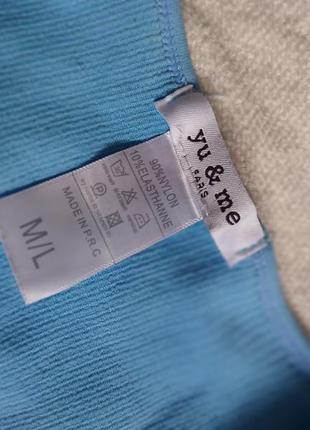 yu & me
PARIS
90%NYLON
10%ELASTHANNE
MADE IN P.R.C
M/L